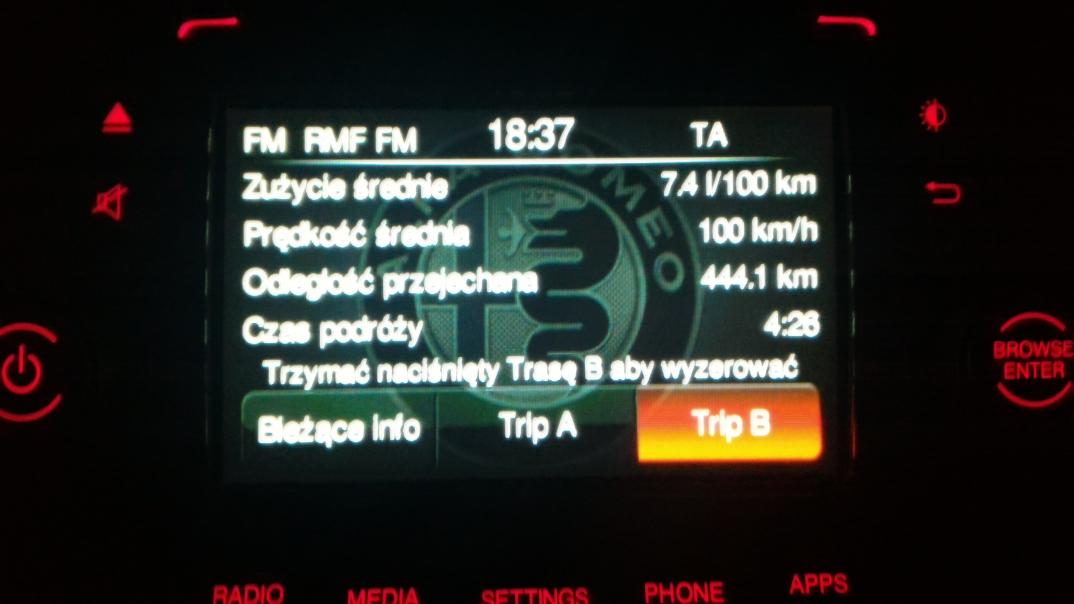 FM RMF FM 18:37 TA
Zużycie średnie 7.4 l/100 km
Prędkość średnia 100 km/h
Odległość przejechana 444.1 km
Czas podróży 4:26
Trzymać naciśnięty Trasę B aby wyzerować
Bieżące info Trip A Trip B
BROWSE
ENTER
RADIO MEDIA SETTINGS PHONE APPS